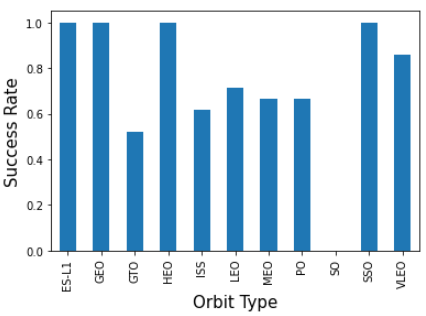 1.0
0.8
0.6
0.4
0.2
0.0
Success Rate
ES-L1
GEO
GTO
HEO
ISS
LEO
MEO
PO
SO
SSO
VLEO
Orbit Type